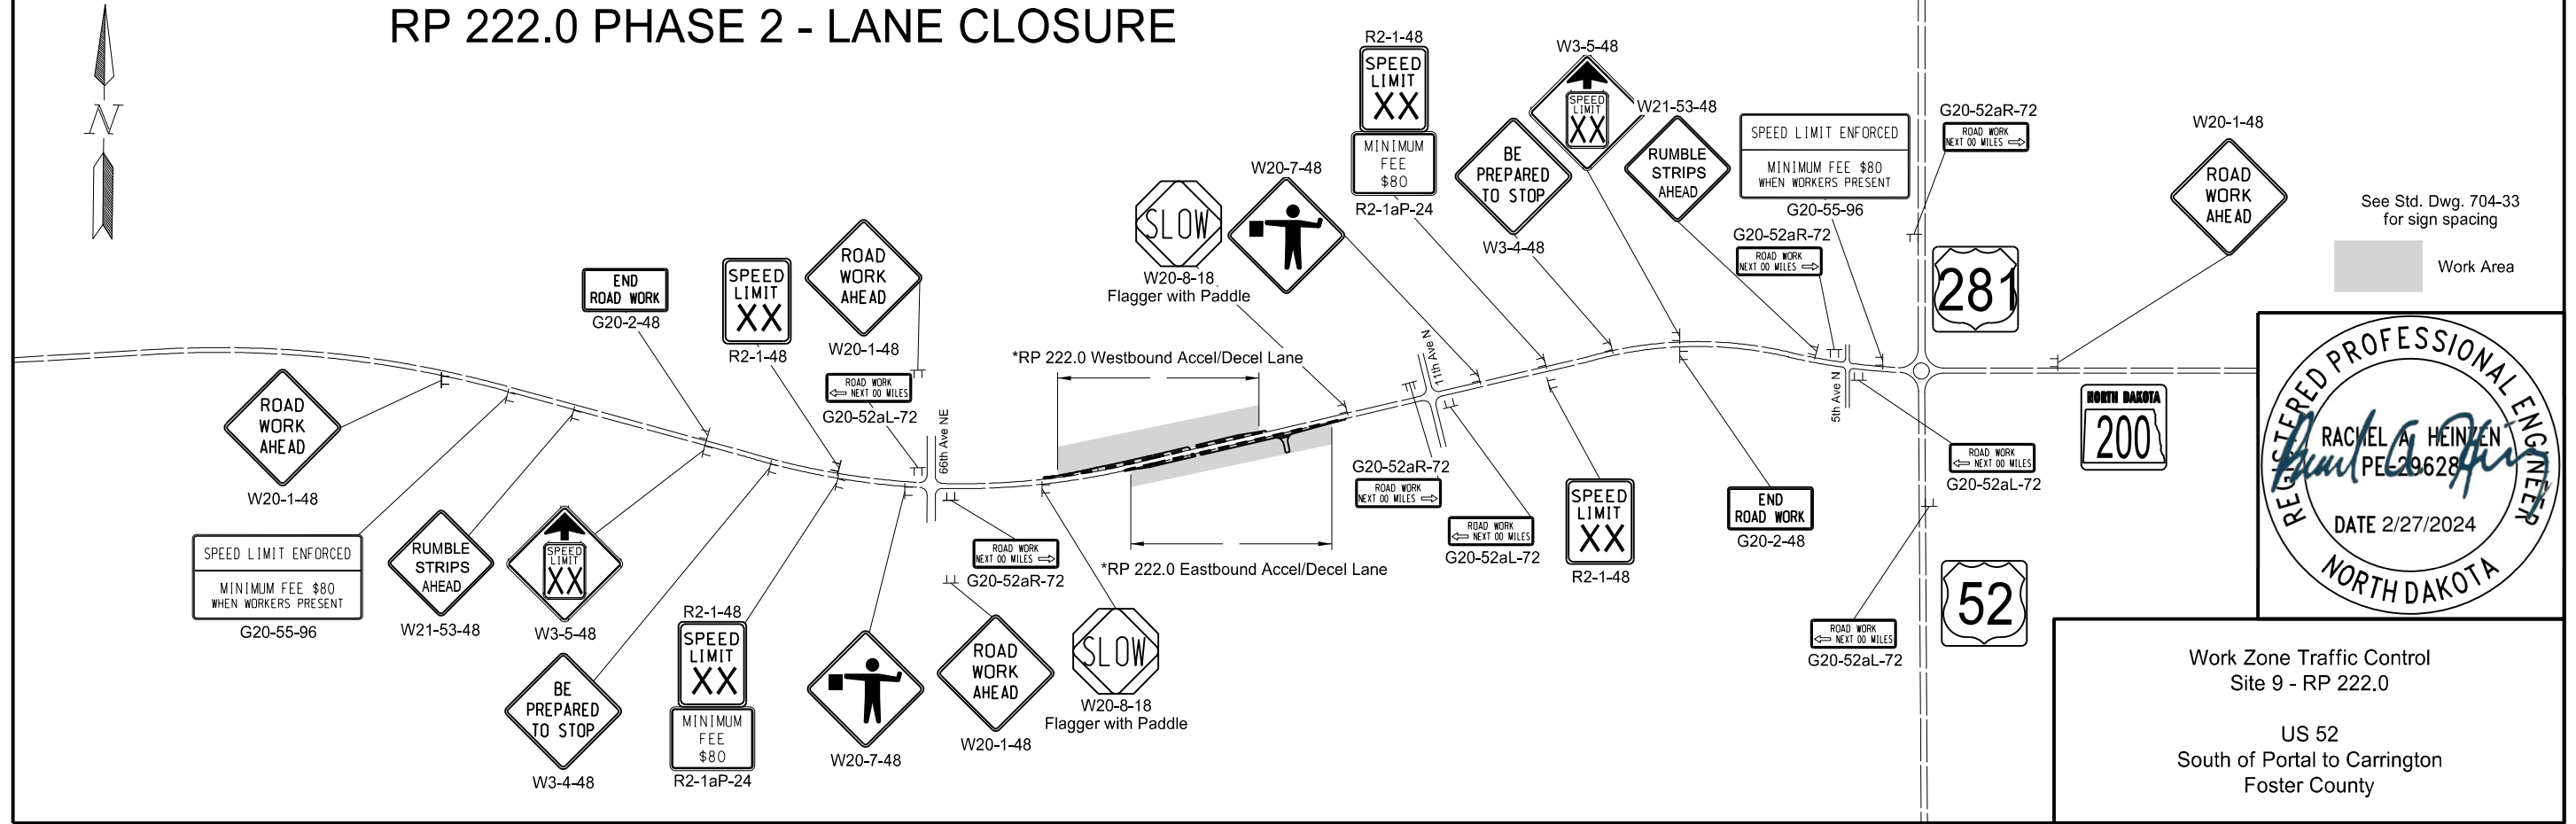 RP 222.0 PHASE 2 - LANE CLOSURE
N
R2-1-48
SPEED
LIMIT
XX
MINIMUM
FEE
$80
R2-1aP-24
W3-5-48
SPEED
LIMIT
XX
BE
PREPARED
TO STOP
W3-4-48
W21-53-48
RUMBLE
STRIPS
AHEAD
SPEED LIMIT ENFORCED
MINIMUM FEE $80
WHEN WORKERS PRESENT
G20-55-96
G20-52aR-72
ROAD WORK
NEXT 00 MILES
G20-52aR-72
ROAD WORK
NEXT 00 MILES
W20-1-48
ROAD
WORK
AHEAD
See Std. Dwg. 704-33
for sign spacing
Work Area
W20-7-48
SLOW
W20-8-18
Flagger with Paddle
281
END
ROAD WORK
G20-2-48
SPEED
LIMIT
XX
R2-1-48
ROAD
WORK
AHEAD
W20-1-48
ROAD WORK
NEXT 00 MILES
G20-52aL-72
66th Ave NE
*RP 222.0 Westbound Accel/Decel Lane
11th Ave N
5th Ave N
NORTH DAKOTA
200
ROAD
WORK
AHEAD
W20-1-48
SPEED LIMIT ENFORCED
MINIMUM FEE $80
WHEN WORKERS PRESENT
G20-55-96
RUMBLE
STRIPS
AHEAD
W21-53-48
SPEED
LIMIT
XX
W3-5-48
BE
PREPARED
TO STOP
W3-4-48
R2-1-48
SPEED
LIMIT
XX
MINIMUM
FEE
$80
R2-1aP-24
W20-7-48
ROAD WORK
NEXT 00 MILES
G20-52aR-72
ROAD
WORK
AHEAD
W20-1-48
SLOW
W20-8-18
Flagger with Paddle
*RP 222.0 Eastbound Accel/Decel Lane
G20-52aR-72
ROAD WORK
NEXT 00 MILES
ROAD WORK
NEXT 00 MILES
G20-52aL-72
SPEED
LIMIT
XX
R2-1-48
END
ROAD WORK
G20-2-48
ROAD WORK
NEXT 00 MILES
G20-52aL-72
ROAD WORK
NEXT 00 MILES
G20-52aL-72
52
REGISTERED PROFESSIONAL ENGINEER
RACHEL A. HEINZEN
PE-29628
DATE 2/27/2024
NORTH DAKOTA
Work Zone Traffic Control
Site 9 - RP 222.0
US 52
South of Portal to Carrington
Foster County